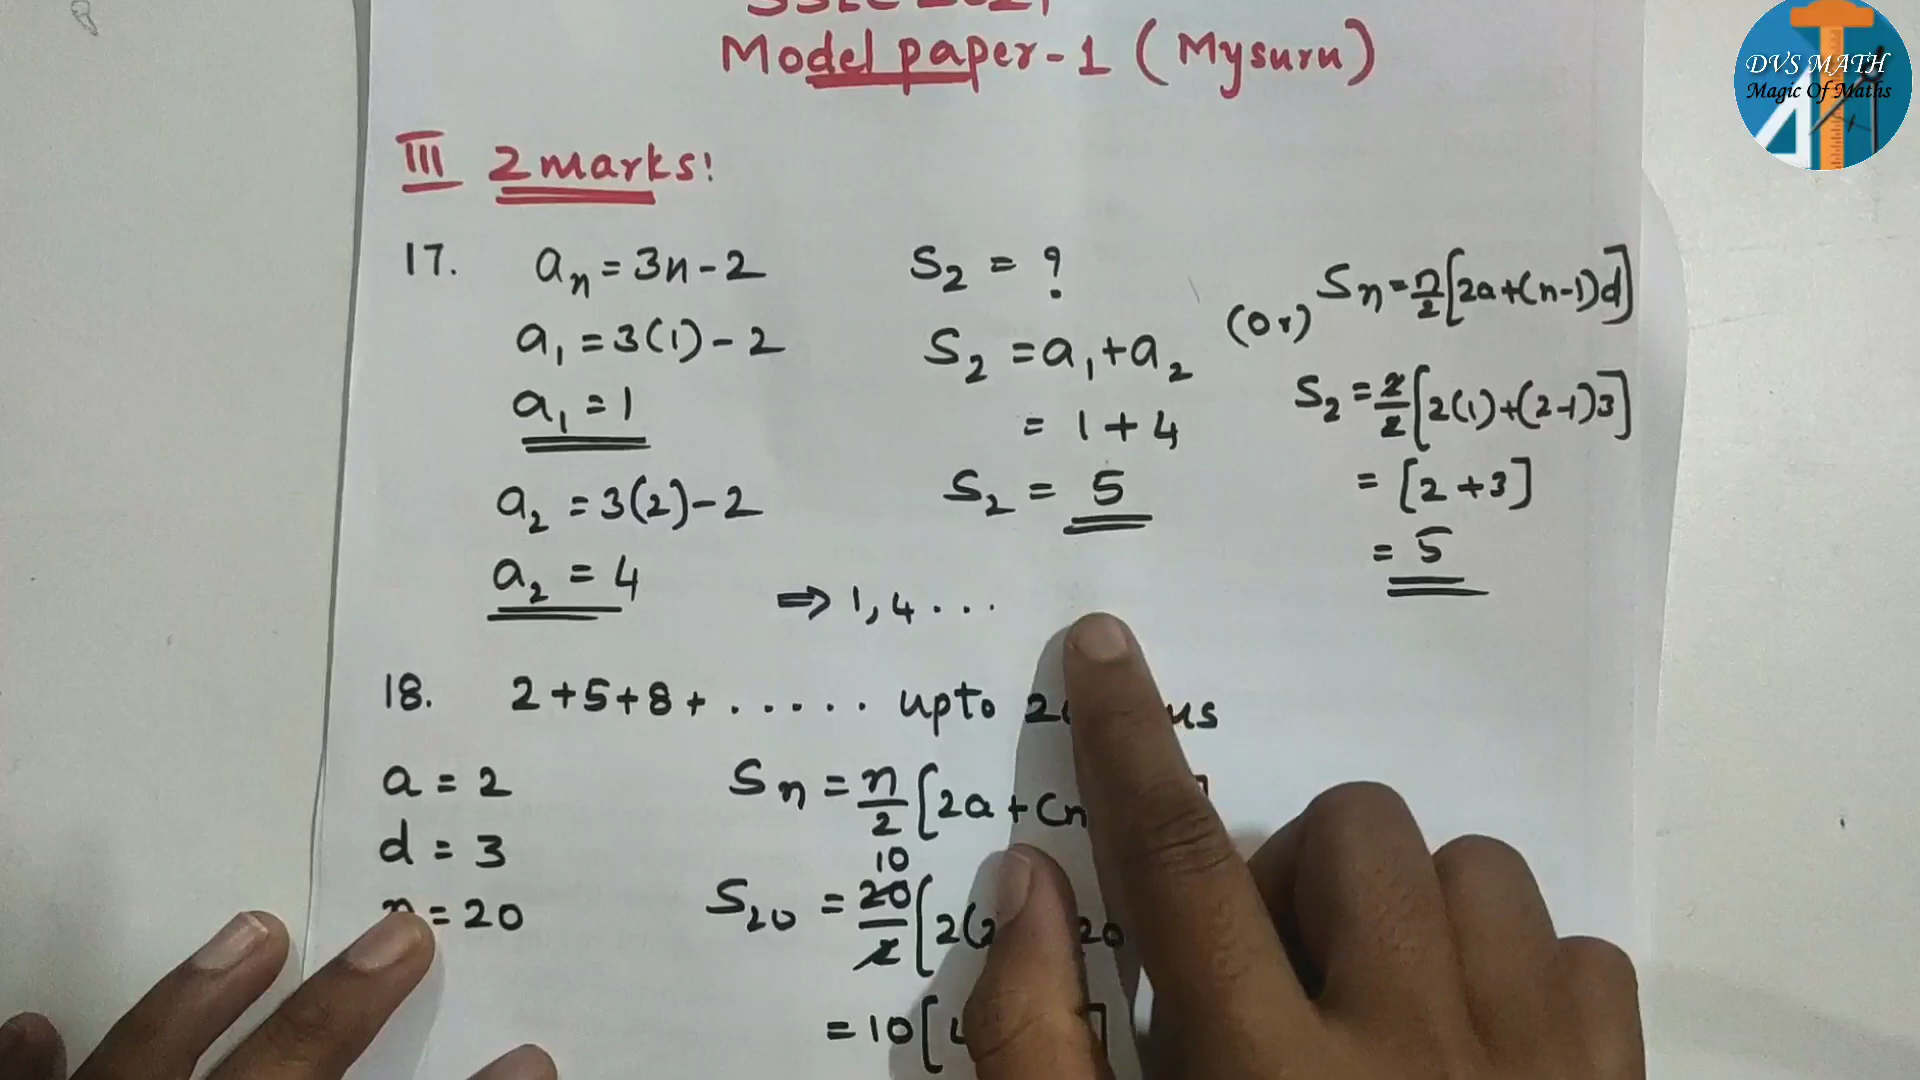 Model paper-1 (Mysuru)
DVS MATH
Magic Of Maths
III 2 marks:
17. aₙ = 3n - 2
a₁ = 3(1) - 2
a₁ = 1
a₂ = 3(2) - 2
a₂ = 4
S₂ = ?
S₂ = a₁ + a₂
= 1 + 4
S₂ = 5
(Or) Sₙ = n/2 [2a + (n-1)d]
S₂ = 2/2 [2(1) + (2-1)3]
= [2 + 3]
= 5
⇒ 1, 4 ...
18. 2 + 5 + 8 + ..... upto
a = 2
d = 3
n = 20
Sₙ = n/2 [2a + (n
10
S₂₀ = 20/2 [2(2 20
= 10 [ ]